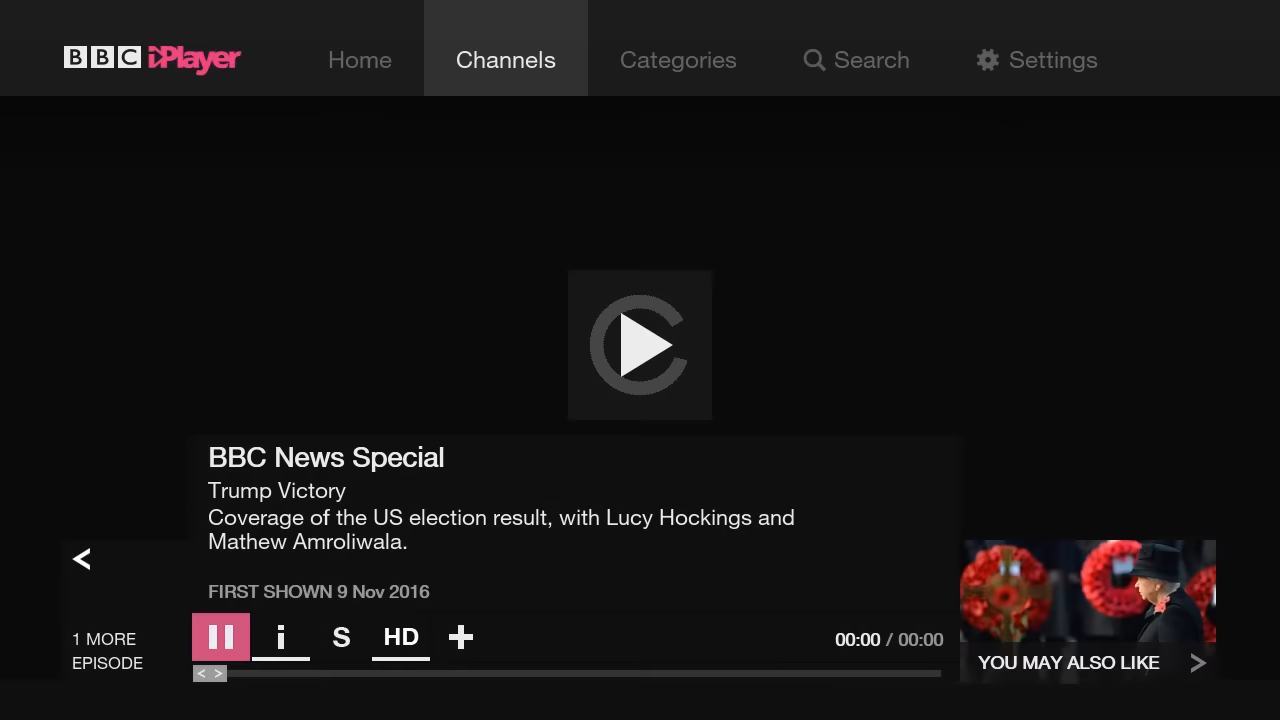 BBC iPlayer
Home
Channels
Categories
Search
Settings
BBC News Special
Trump Victory
Coverage of the US election result, with Lucy Hockings and
Mathew Amroliwala.
FIRST SHOWN 9 Nov 2016
1 MORE
EPISODE
S
HD
00:00 / 00:00
YOU MAY ALSO LIKE